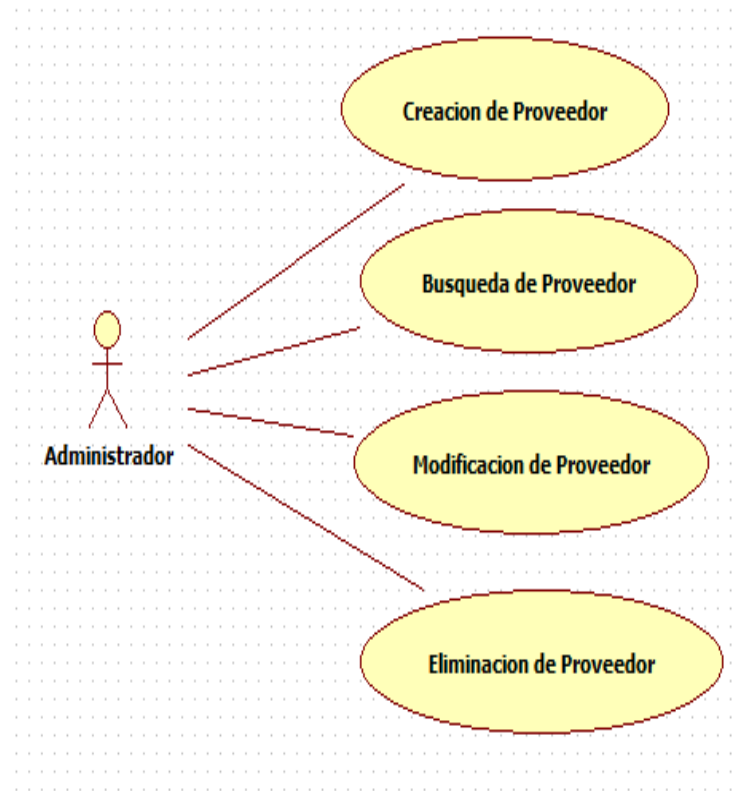 Creacion de Proveedor
Busqueda de Proveedor
Administrador
Modificacion de Proveedor
Eliminacion de Proveedor